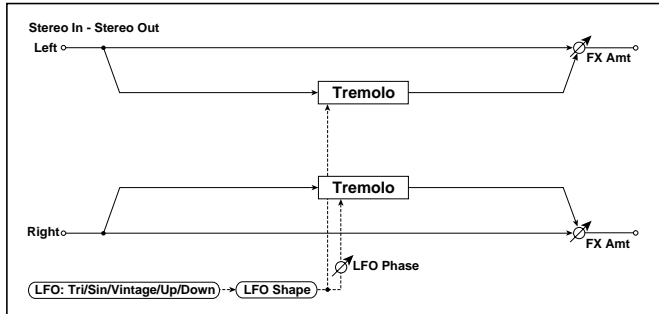 Stereo In - Stereo Out
Left
FX Amt
Tremolo
Tremolo
Right
FX Amt
LFO Phase
LFO: Tri/Sin/Vintage/Up/Down
LFO Shape